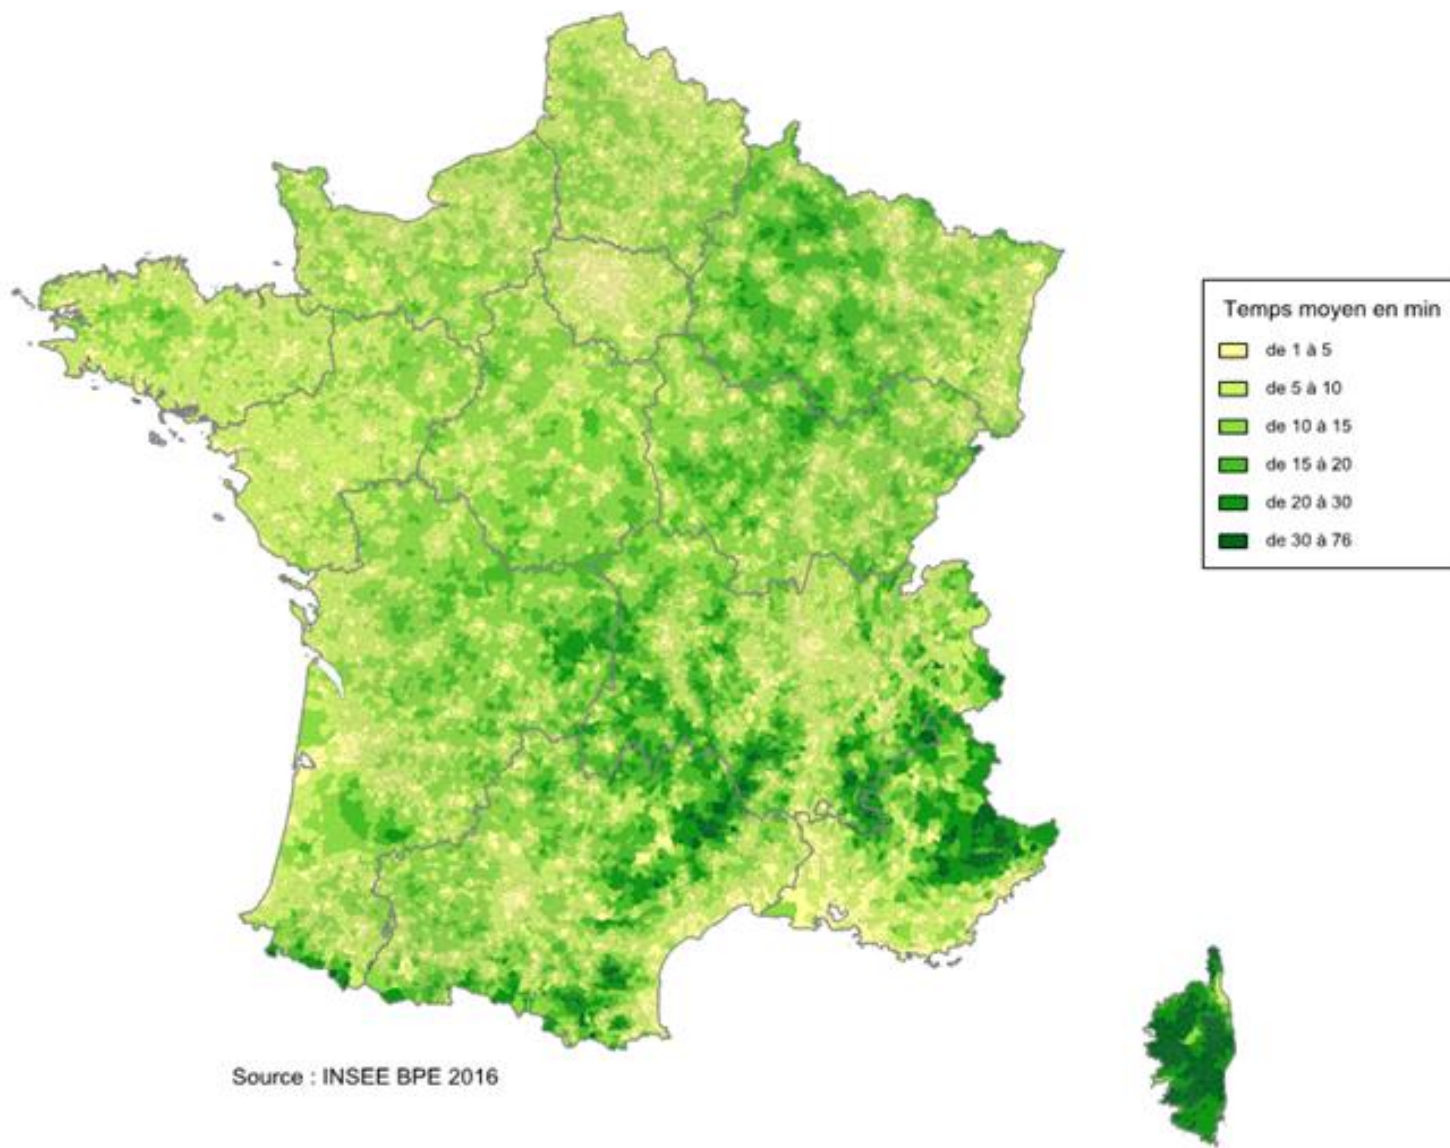 Temps moyen en min
de 1 à 5
de 5 à 10
de 10 à 15
de 15 à 20
de 20 à 30
de 30 à 76
Source : INSEE BPE 2016